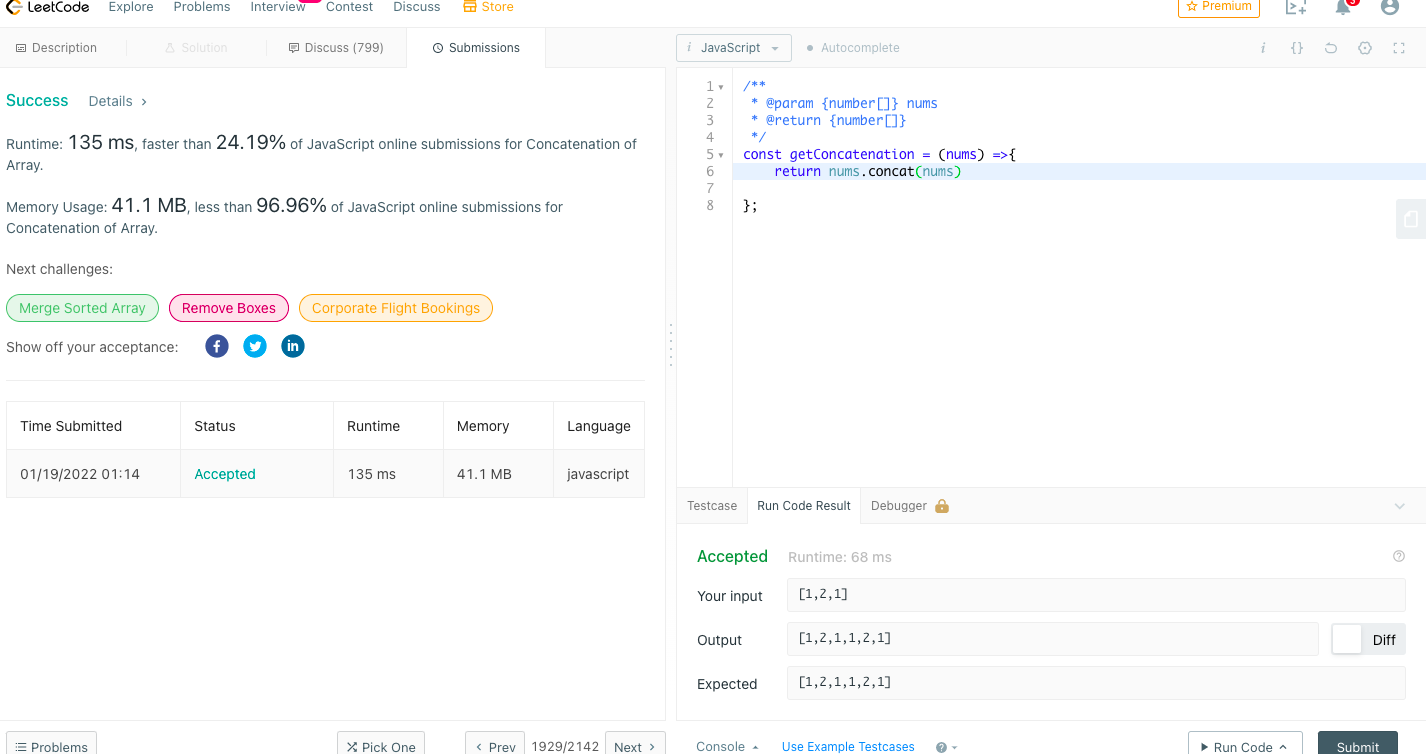 LeetCode Explore Problems Interview Contest Discuss Store Premium 3
Description Solution Discuss (799) Submissions
i JavaScript Autocomplete i {}
Success Details >
Runtime: 135 ms, faster than 24.19% of JavaScript online submissions for Concatenation of
Array.
Memory Usage: 41.1 MB, less than 96.96% of JavaScript online submissions for
Concatenation of Array.
Next challenges:
Merge Sorted Array Remove Boxes Corporate Flight Bookings
Show off your acceptance: f in
Time Submitted Status Runtime Memory Language
01/19/2022 01:14 Accepted 135 ms 41.1 MB javascript
1 /**
2 * @param {number[]} nums
3 * @return {number[]}
4 */
5 const getConcatenation = (nums) =>{
6 return nums.concat(nums)
7
8 };
Testcase Run Code Result Debugger
Accepted Runtime: 68 ms ?
Your input [1,2,1]
Output [1,2,1,1,2,1] Diff
Expected [1,2,1,1,2,1]
Problems Pick One < Prev 1929/2142 Next >
Console Use Example Testcases ? Run Code Submit